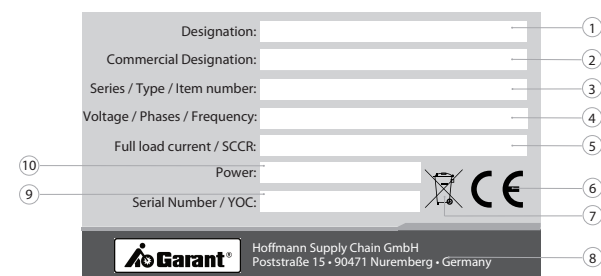 Designation:
1
Commercial Designation:
2
Series / Type / Item number:
3
Voltage / Phases / Frequency:
4
Full load current / SCCR:
5
10
Power:
9
Serial Number / YOC:
CE
6
7
Garant®
Hoffmann Supply Chain GmbH
Poststraße 15 • 90471 Nuremberg • Germany
8